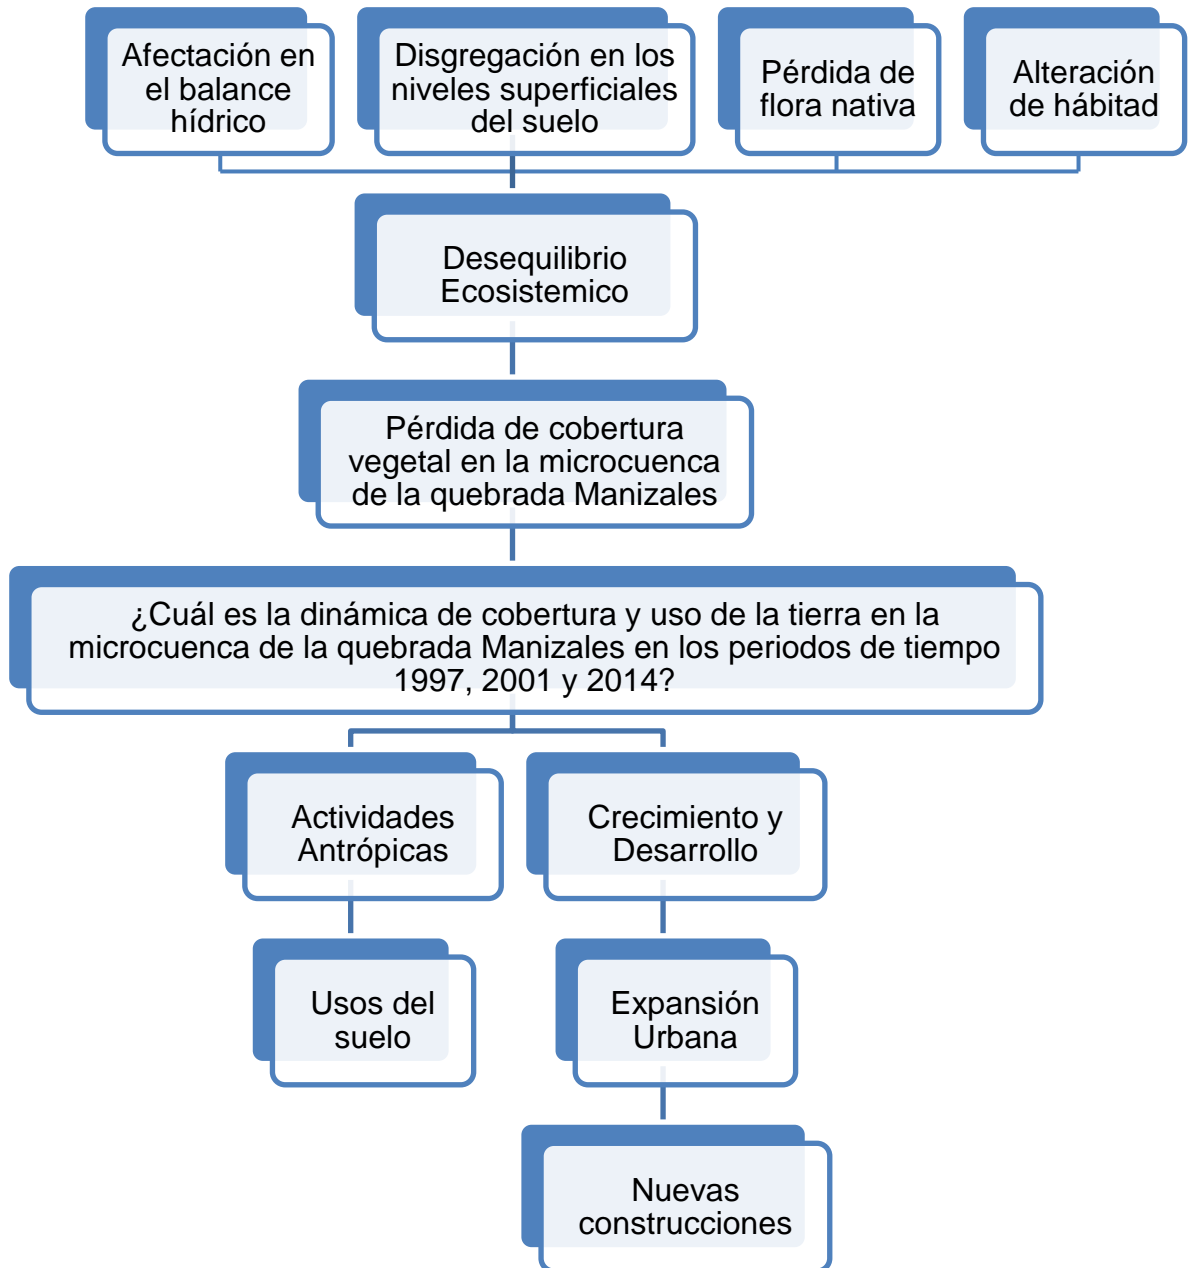 Afectación en
el balance
hídrico
Disgregación en los
niveles superficiales
del suelo
Pérdida de
flora nativa
Alteración
de hábitad
Desequilibrio
Ecosistemico
Pérdida de cobertura
vegetal en la microcuenca
de la quebrada Manizales
¿Cuál es la dinámica de cobertura y uso de la tierra en la
microcuenca de la quebrada Manizales en los periodos de tiempo
1997, 2001 y 2014?
Actividades
Antrópicas
Crecimiento y
Desarrollo
Usos del
suelo
Expansión
Urbana
Nuevas
construcciones